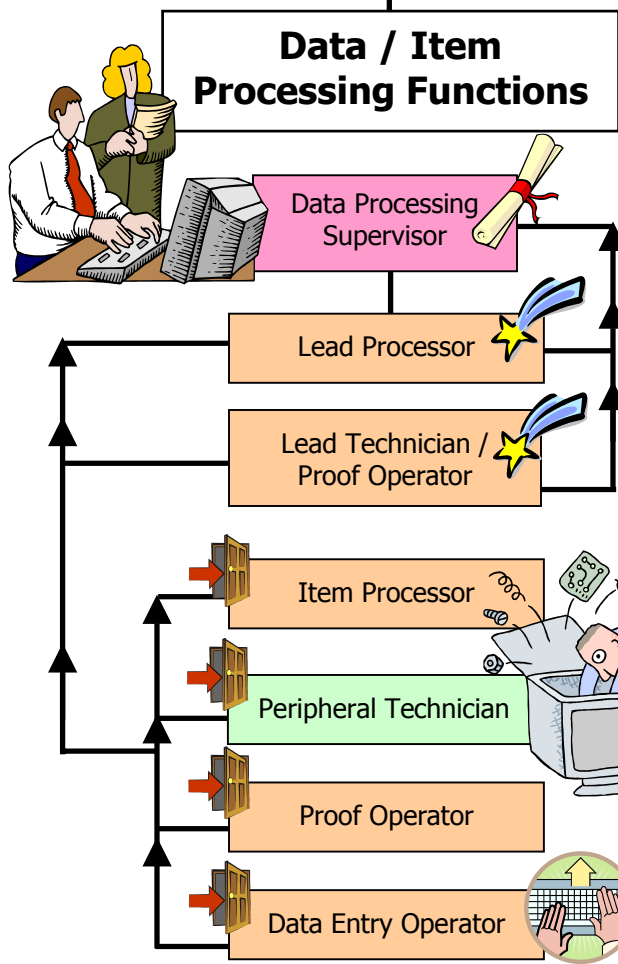 Data / Item
Processing Functions
Data Processing
Supervisor
Lead Processor
Lead Technician /
Proof Operator
Item Processor
Peripheral Technician
Proof Operator
Data Entry Operator